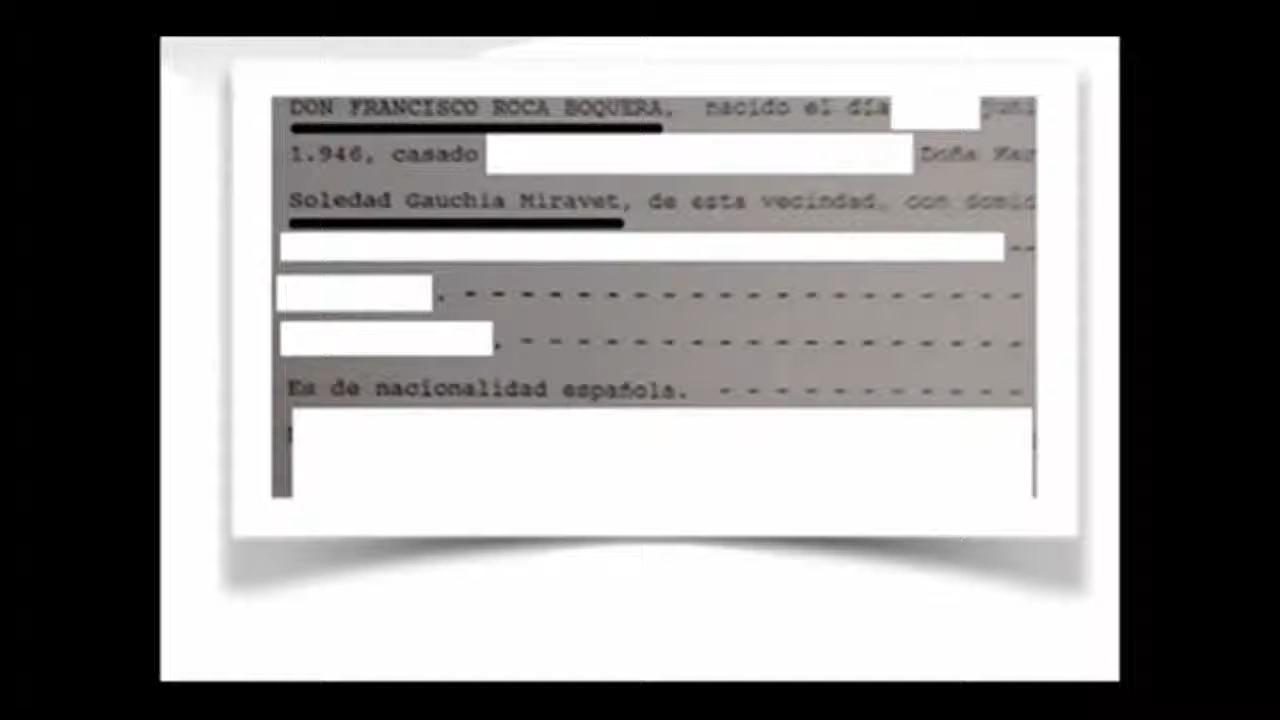 DON FRANCISCO ROCA BOQUERA, nacido el día
1.946, casado Doña
Soledad Gauchia Miravet, de esta vecindad, con
--
. - - - - - - - - - - - - - - - - - - - -
. - - - - - - - - - - - - - - - - - -
Es de nacionalidad española. - - - - - - - - - - -